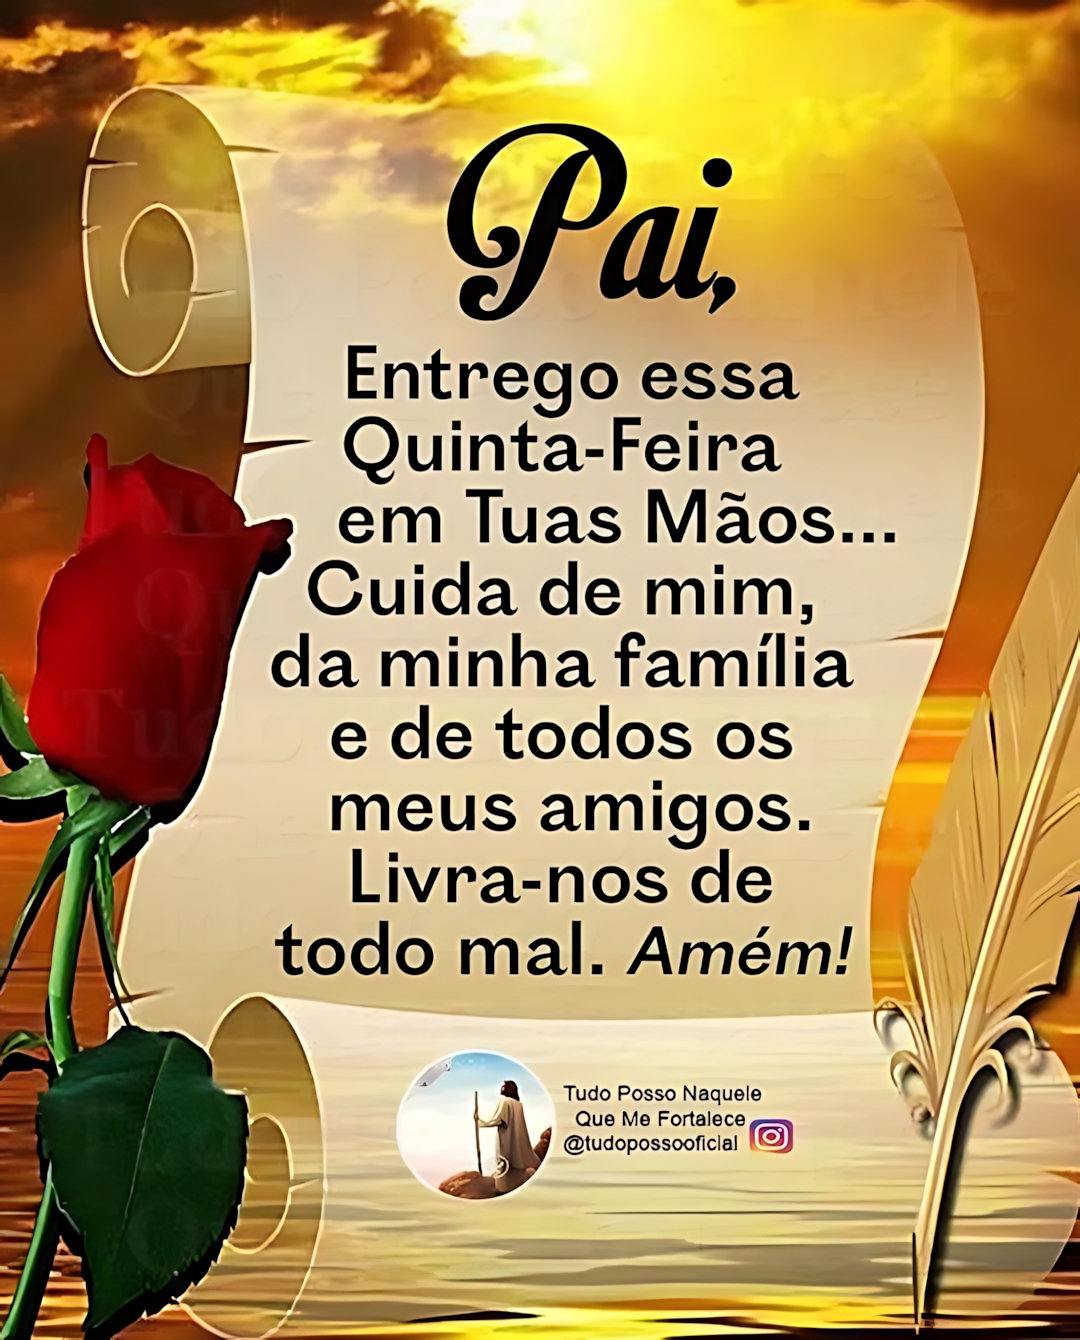 Pai,
Entrego essa
Quinta-Feira
em Tuas Mãos...
Cuida de mim,
da minha família
e de todos os
meus amigos.
Livra-nos de
todo mal. Amém!
Tudo Posso Naquele
Que Me Fortalece
@tudopossooficial